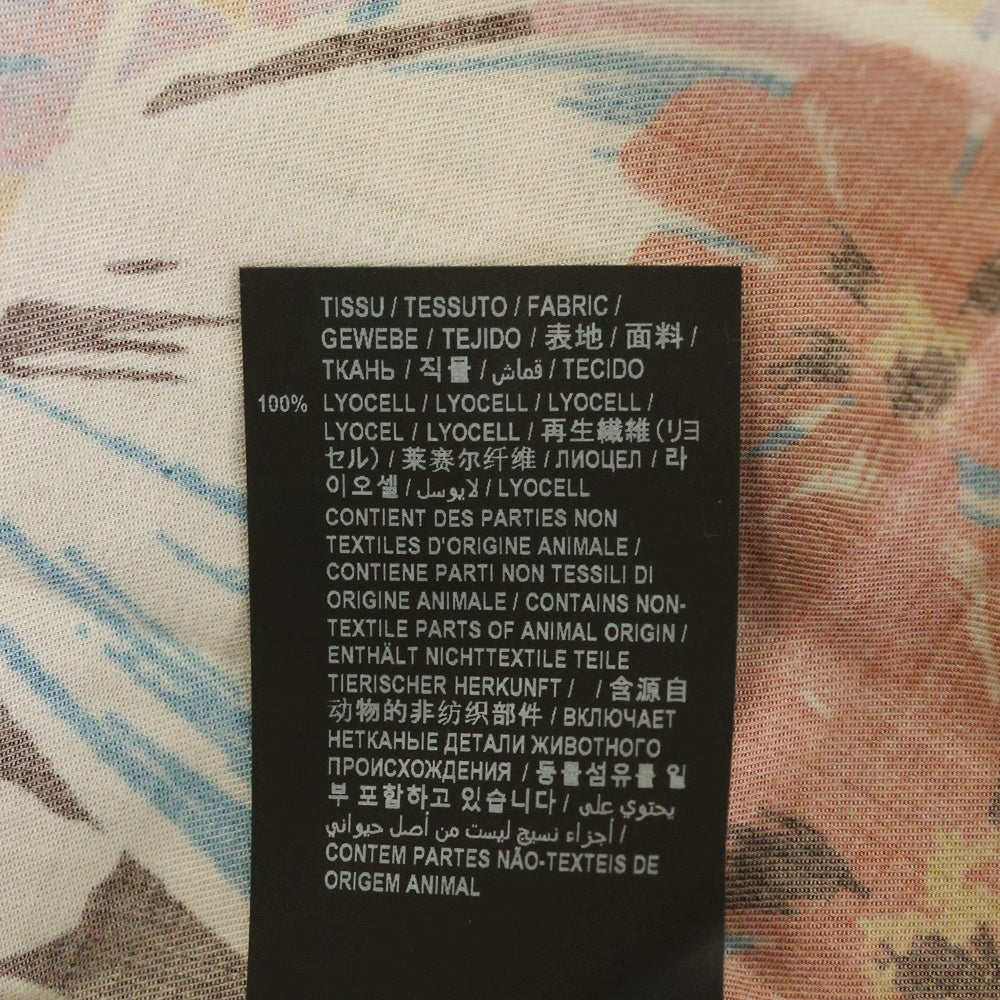 TISSU / TESSUTO / FABRIC /
GEWEBE / TEJIDO / 表地 / 面料 /
ТКАНЬ / 직물 / قماش / TECIDO
100% LYOCELL / LYOCELL / LYOCELL /
LYOCEL / LYOCELL / 再生繊維(リヨ
セル) / 莱赛尔纤维 / ЛИОЦЕЛ / 라
이오셀 / لايوسل / LYOCELL
CONTIENT DES PARTIES NON
TEXTILES D'ORIGINE ANIMALE /
CONTIENE PARTI NON TESSILI DI
ORIGINE ANIMALE / CONTAINS NON-
TEXTILE PARTS OF ANIMAL ORIGIN /
ENTHÄLT NICHTTEXTILE TEILE
TIERISCHER HERKUNFT / / 含源自
动物的非纺织部件 / ВКЛЮЧАЕТ
НЕТКАНЫЕ ДЕТАЛИ ЖИВОТНОГО
ПРОИСХОЖДЕНИЯ / 동물섬유를 일
부 포함하고 있습니다 / يحتوي على
أجزاء نسيج ليست من أصل حيواني /
CONTEM PARTES NÃO-TEXTEIS DE
ORIGEM ANIMAL